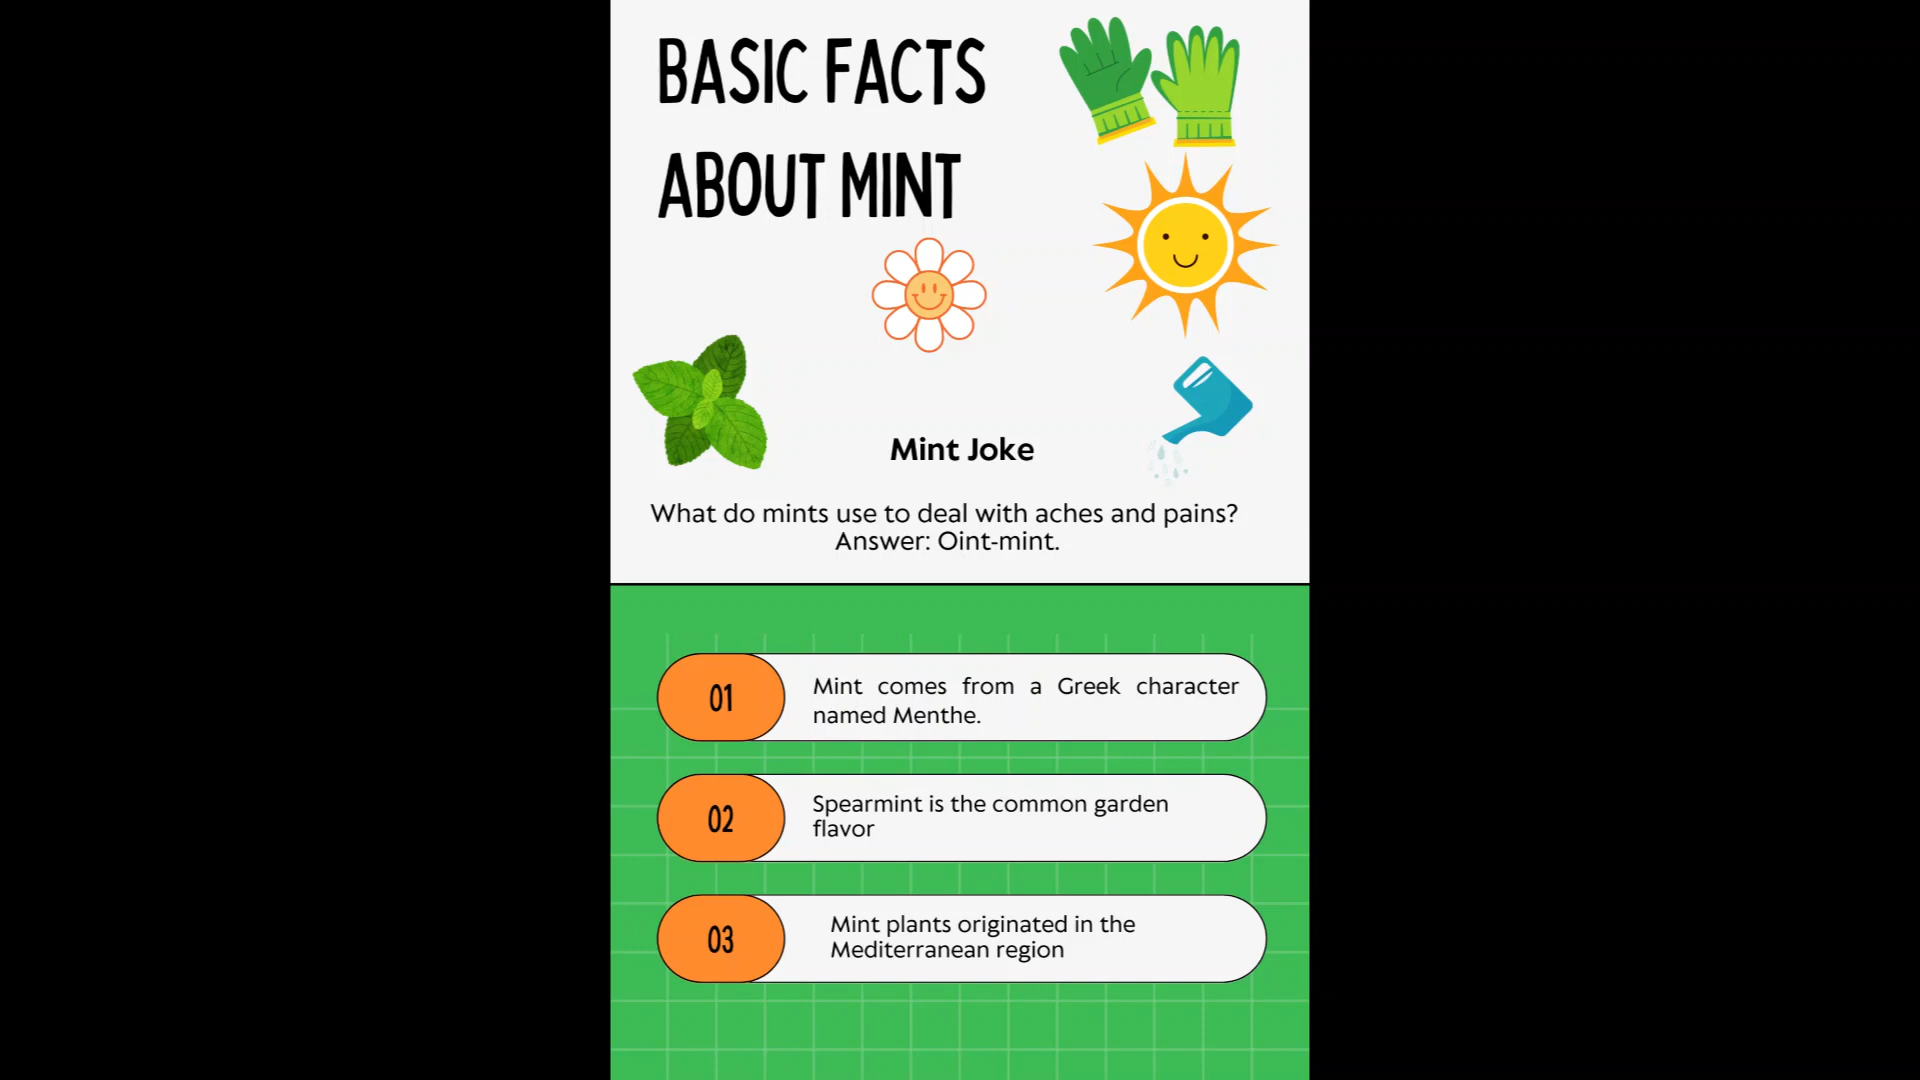 BASIC FACTS
ABOUT MINT
Mint Joke
What do mints use to deal with aches and pains?
Answer: Oint-mint.
01
Mint comes from a Greek character
named Menthe.
02
Spearmint is the common garden
flavor
03
Mint plants originated in the
Mediterranean region